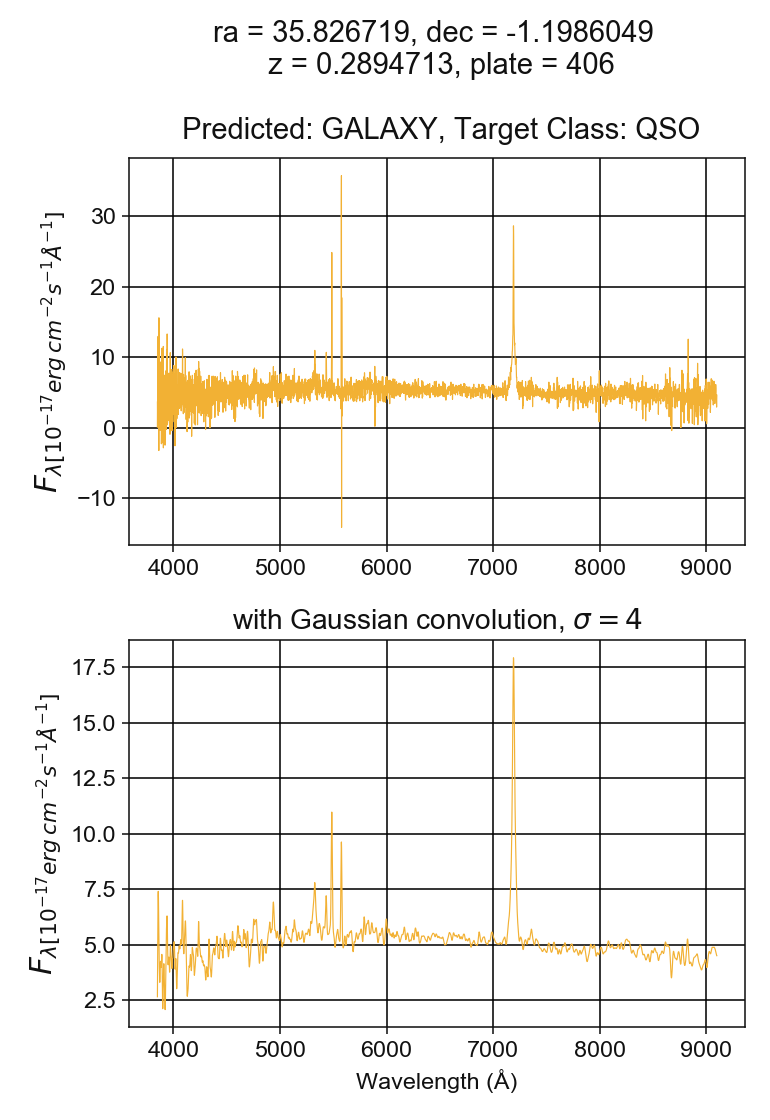 ra = 35.826719, dec = -1.1986049
z = 0.2894713, plate = 406
Predicted: GALAXY, Target Class: QSO
F_λ[10⁻¹⁷ erg cm⁻² s⁻¹ Å⁻¹]
30
20
10
0
−10
4000 5000 6000 7000 8000 9000
with Gaussian convolution, σ = 4
F_λ[10⁻¹⁷ erg cm⁻² s⁻¹ Å⁻¹]
17.5
15.0
12.5
10.0
7.5
5.0
2.5
4000 5000 6000 7000 8000 9000
Wavelength (Å)